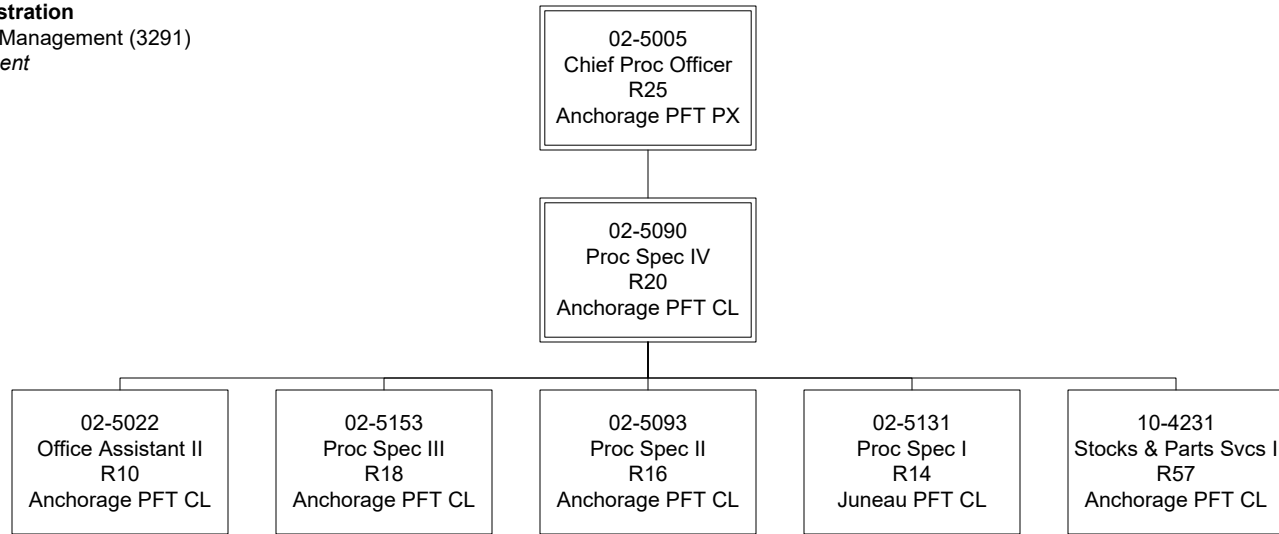 stration
Management (3291)
ent
02-5005
Chief Proc Officer
R25
Anchorage PFT PX
02-5090
Proc Spec IV
R20
Anchorage PFT CL
02-5022
Office Assistant II
R10
Anchorage PFT CL
02-5153
Proc Spec III
R18
Anchorage PFT CL
02-5093
Proc Spec II
R16
Anchorage PFT CL
02-5131
Proc Spec I
R14
Juneau PFT CL
10-4231
Stocks & Parts Svcs I
R57
Anchorage PFT CL